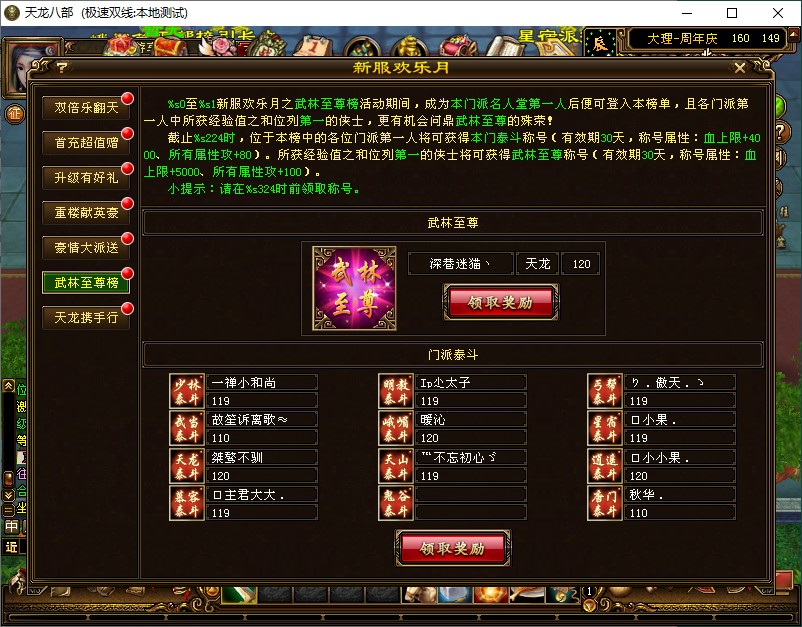 天龙八部 (极速双线:本地测试)
大理-周年庆 160 149
新服欢乐月
?
双倍乐翻天
首充超值赠
升级有好礼
重楼献英豪
豪情大派送
武林至尊榜
天龙携手行
%s0至%s1新服欢乐月之武林至尊榜活动期间，成为本门派名人堂第一人后便可登入本榜单，且各门派第
一人中所获经验值之和位列第一的侠士，更有机会问鼎武林至尊的殊荣！
截止%s224时，位于本榜中的各位门派第一人将可获得本门泰斗称号（有效期30天，称号属性：血上限+40
00、所有属性攻+80）。所获经验值之和位列第一的侠士将可获得武林至尊称号（有效期30天，称号属性：血
上限+5000、所有属性攻+100）。
小提示：请在%s324时前领取称号。
武林至尊
武林至尊
深巷迷猫丶 天龙 120
领取奖励
门派泰斗
少林泰斗 一禅小和尚 119
明教泰斗 Ip尘太子 119
丐帮泰斗 り．傲天．ゝ 119
武当泰斗 故笙诉离歌～ 110
峨嵋泰斗 暖沁 120
星宿泰斗 口小果． 119
天龙泰斗 桀骜不驯 120
天山泰斗 ™不忘初心ゞ 119
逍遥泰斗 口小小果． 120
慕容泰斗 口主君大大． 119
鬼谷泰斗
唐门泰斗 秋华． 110
领取奖励